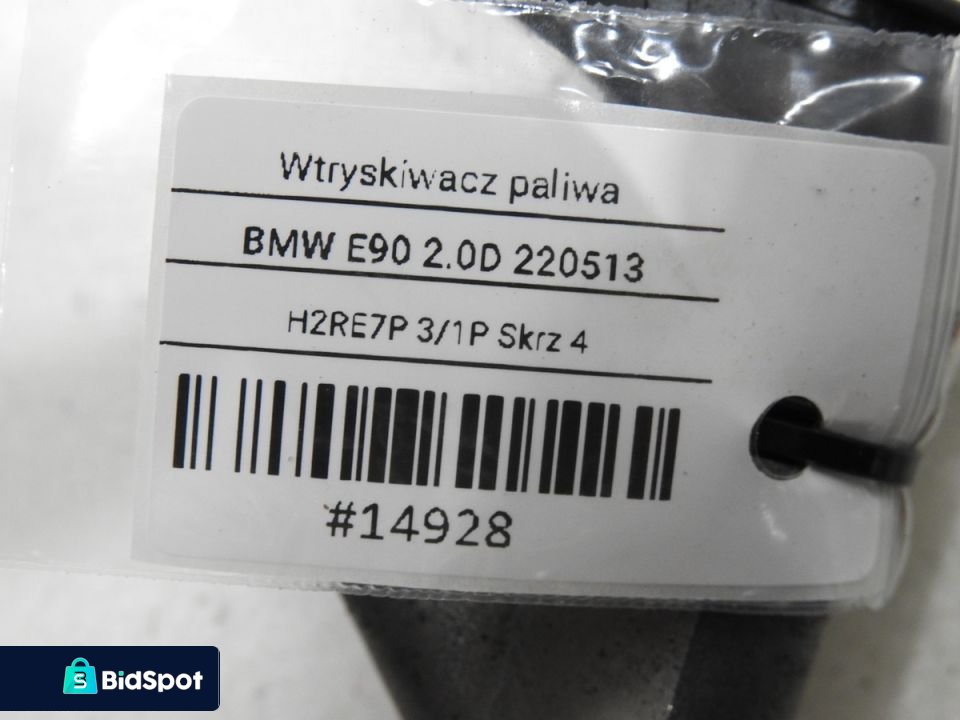 Wtryskiwacz paliwa
BMW E90 2.0D 220513
H2RE7P 3/1P Skrz 4
#14928
BidSpot